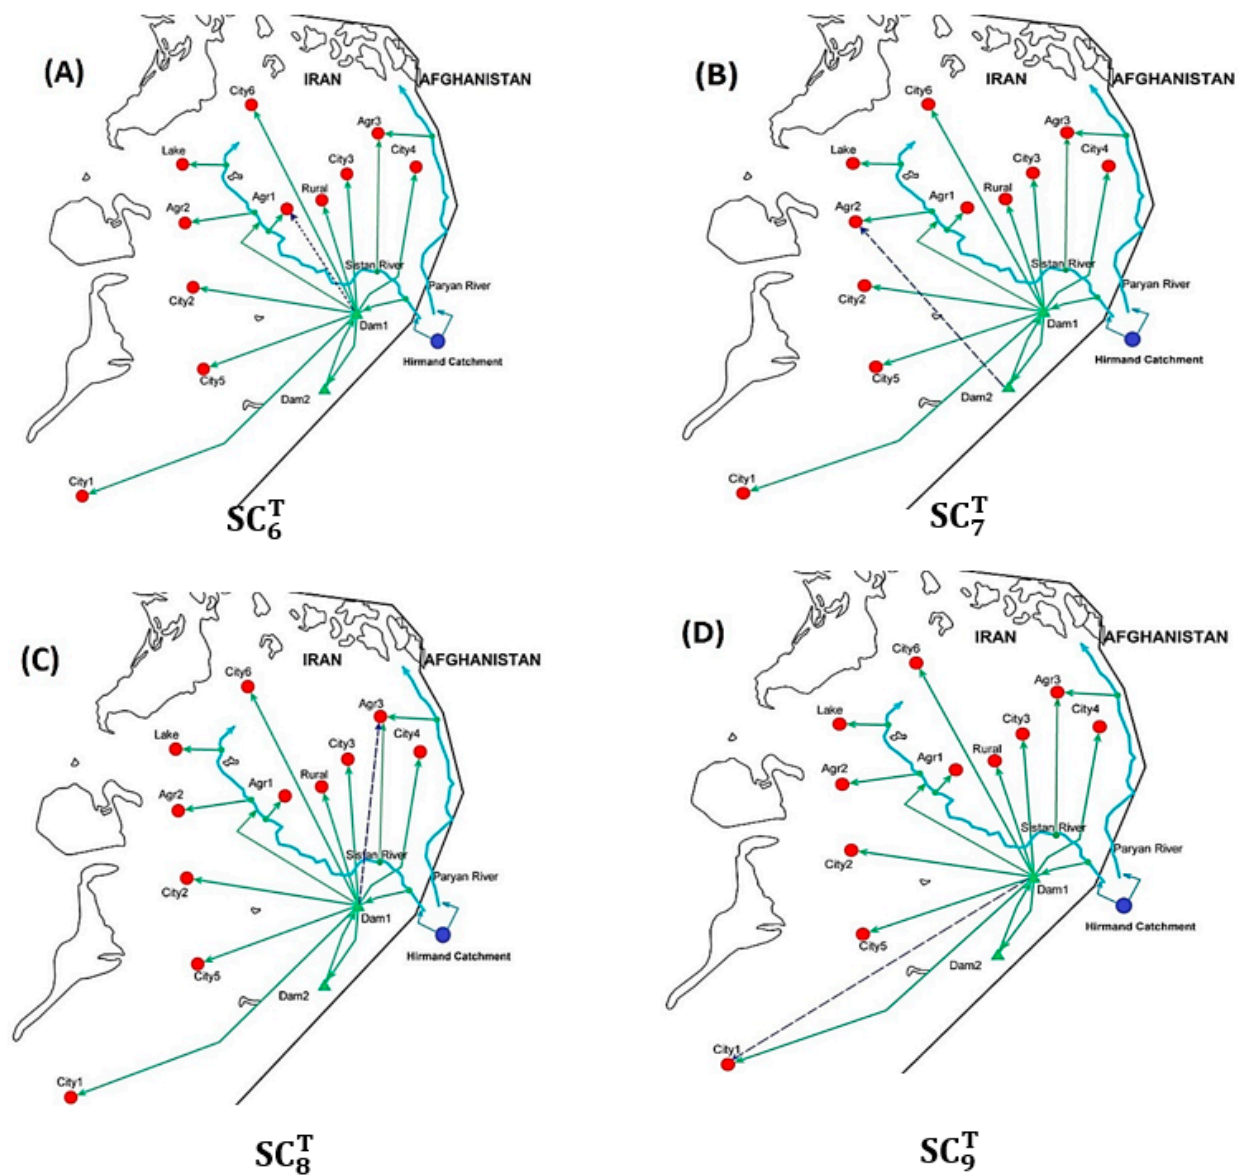 (A)
IRAN
AFGHANISTAN
City6
Agr3
City4
Lake
City3
Rural
Agr1
Agr2
Sistan River
City2
Paryan River
Dam1
Hirmand Catchment
City5
Dam2
City1
SC₆ᵀ
(B)
IRAN
AFGHANISTAN
City6
Agr3
City4
Lake
City3
Rural
Agr1
Agr2
Sistan River
City2
Paryan River
Dam1
Hirmand Catchment
City5
Dam2
City1
SC₇ᵀ
(C)
IRAN
AFGHANISTAN
City6
Agr3
City4
Lake
City3
Rural
Agr1
Agr2
Sistan River
City2
Paryan River
Dam1
Hirmand Catchment
City5
Dam2
City1
SC₈ᵀ
(D)
IRAN
AFGHANISTAN
City6
Agr3
City4
Lake
City3
Rural
Agr1
Agr2
Sistan River
City2
Paryan River
Dam1
Hirmand Catchment
City5
Dam2
City1
SC₉ᵀ